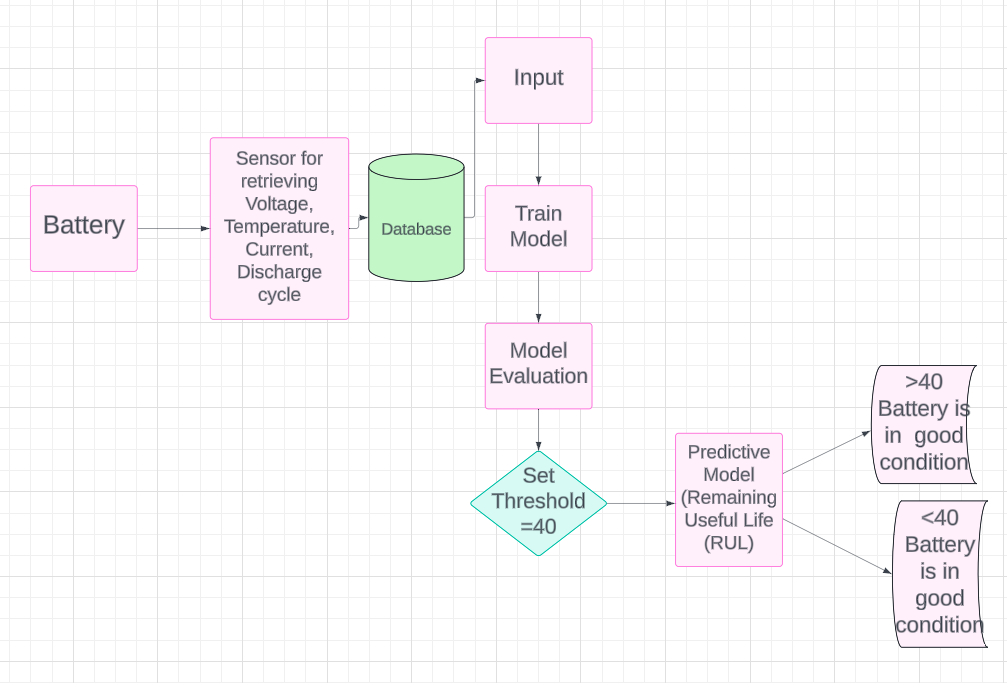 Battery
Sensor for
retrieving
Voltage,
Temperature,
Current,
Discharge
cycle
Database
Input
Train
Model
Model
Evaluation
Set
Threshold
=40
Predictive
Model
(Remaining
Useful Life
(RUL)
>40
Battery is
in good
condition
<40
Battery
is in
good
condition